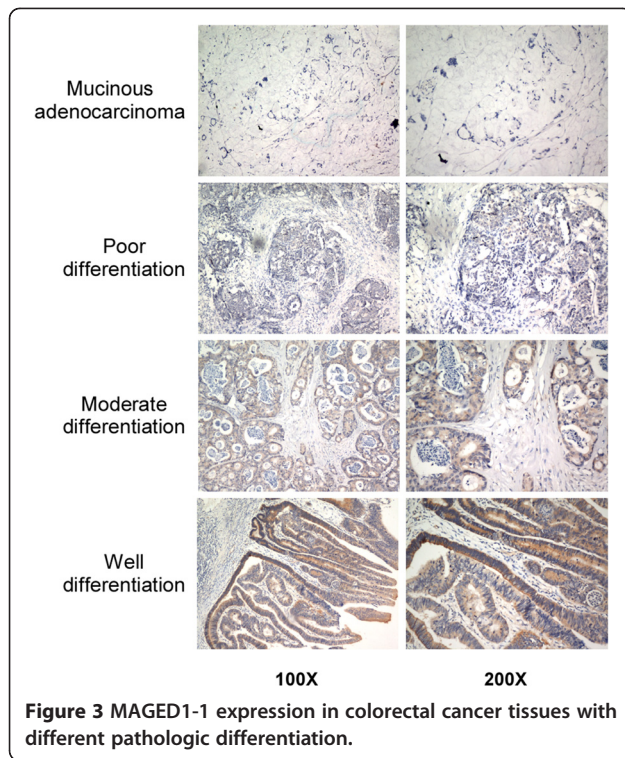 Mucinous
adenocarcinoma
Poor
differentiation
Moderate
differentiation
Well
differentiation
100X 200X
Figure 3 MAGED1-1 expression in colorectal cancer tissues with
different pathologic differentiation.